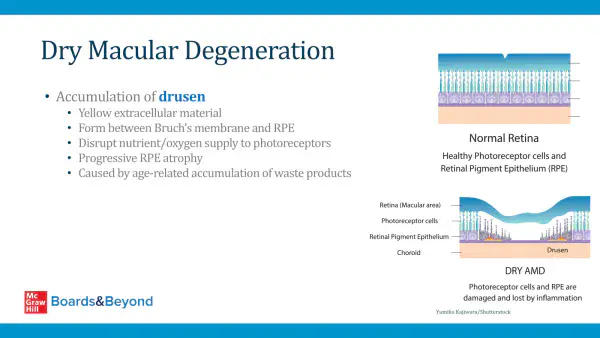 Dry Macular Degeneration
• Accumulation of drusen
• Yellow extracellular material
• Form between Bruch's membrane and RPE
• Disrupt nutrient/oxygen supply to photoreceptors
• Progressive RPE atrophy
• Caused by age-related accumulation of waste products
Normal Retina
Healthy Photoreceptor cells and
Retinal Pigment Epithelium (RPE)
Retina (Macular area)
Photoreceptor cells
Retinal Pigment Epithelium
Choroid
Drusen
DRY AMD
Photoreceptor cells and RPE are
damaged and lost by inflammation
Yumiko Kajiwara/Shutterstock
Mc
Graw
Hill
Boards&Beyond